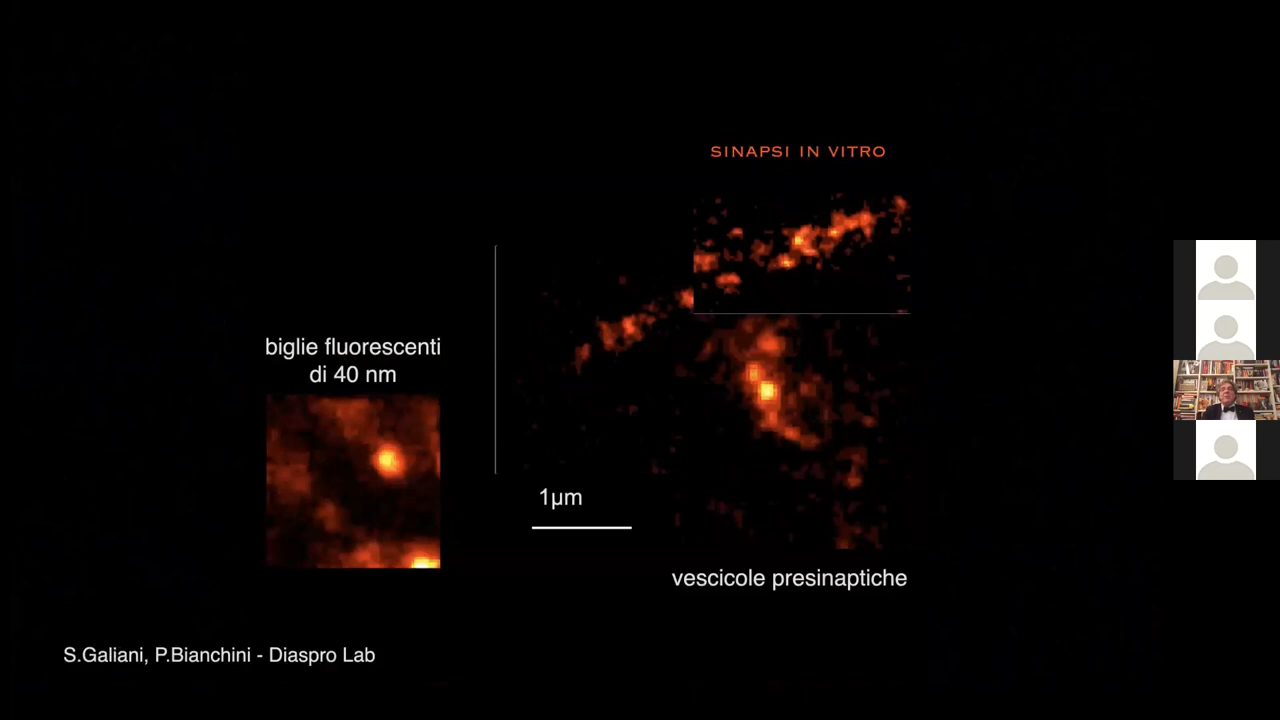 SINAPSI IN VITRO
biglie fluorescenti
di 40 nm
1µm
vescicole presinaptiche
S.Galiani, P.Bianchini - Diaspro Lab